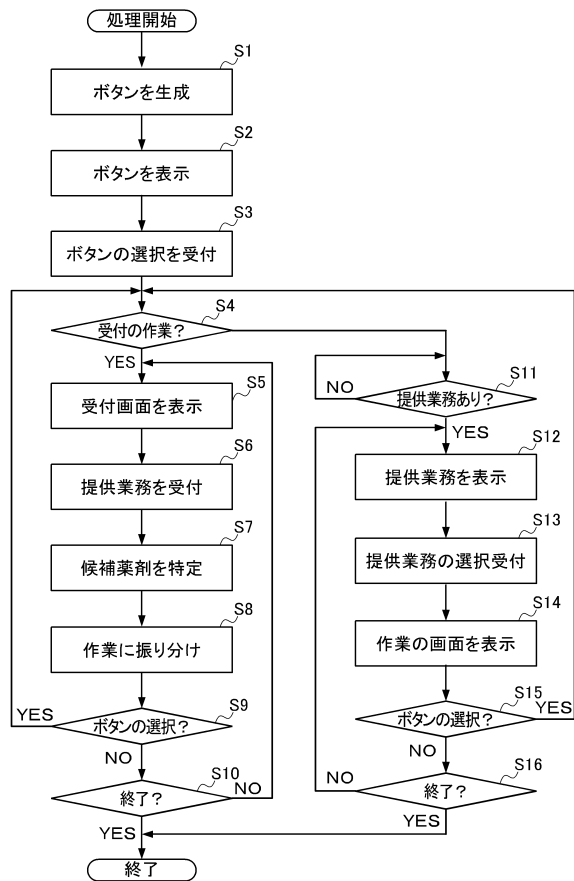 処理開始
S1
ボタンを生成
S2
ボタンを表示
S3
ボタンの選択を受付
S4
受付の作業?
YES
S5
受付画面を表示
S6
提供業務を受付
S7
候補薬剤を特定
S8
作業に振り分け
S9
ボタンの選択?
YES
NO
S10
終了?
NO
YES
終了
S11
提供業務あり?
NO
YES
S12
提供業務を表示
S13
提供業務の選択受付
S14
作業の画面を表示
S15
ボタンの選択?
YES
NO
S16
終了?
NO
YES